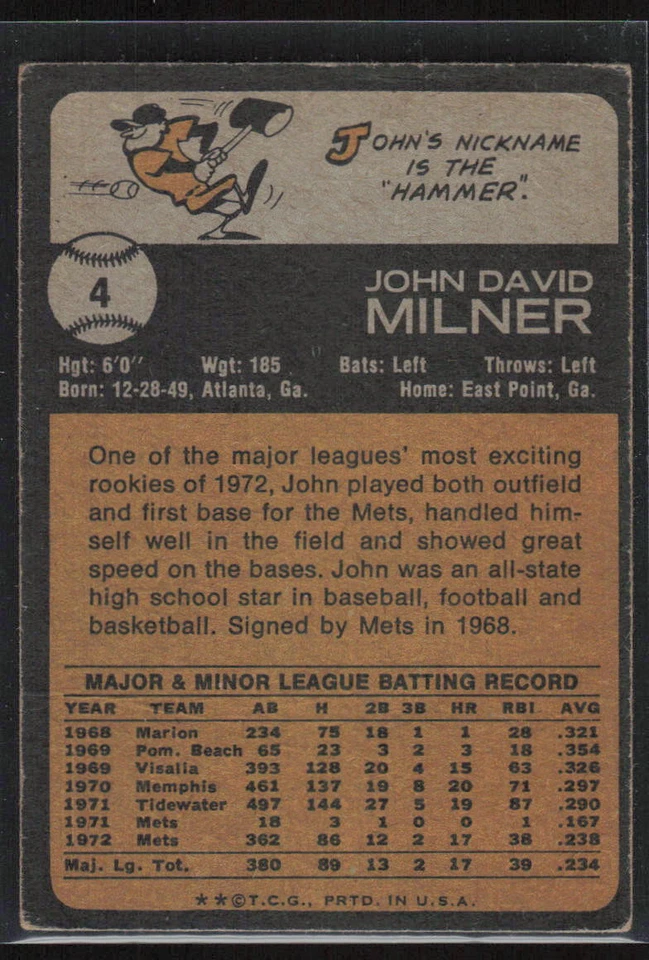 JOHN'S NICKNAME
IS THE
"HAMMER".
4
JOHN DAVID
MILNER
Hgt: 6'0" Wgt: 185 Bats: Left Throws: Left
Born: 12-28-49, Atlanta, Ga. Home: East Point, Ga.
One of the major leagues' most exciting
rookies of 1972, John played both outfield
and first base for the Mets, handled him-
self well in the field and showed great
speed on the bases. John was an all-state
high school star in baseball, football and
basketball. Signed by Mets in 1968.
MAJOR & MINOR LEAGUE BATTING RECORD
YEAR TEAM AB H 2B 3B HR RBI AVG
1968 Marion 234 75 18 1 1 28 .321
1969 Pom. Beach 65 23 3 2 3 18 .354
1969 Visalia 393 128 20 4 15 63 .326
1970 Memphis 461 137 19 8 20 71 .297
1971 Tidewater 497 144 27 5 19 87 .290
1971 Mets 18 3 1 0 0 1 .167
1972 Mets 362 86 12 2 17 38 .238
Maj. Lg. Tot. 380 89 13 2 17 39 .234
**©T.C.G., PRTD. IN U.S.A.